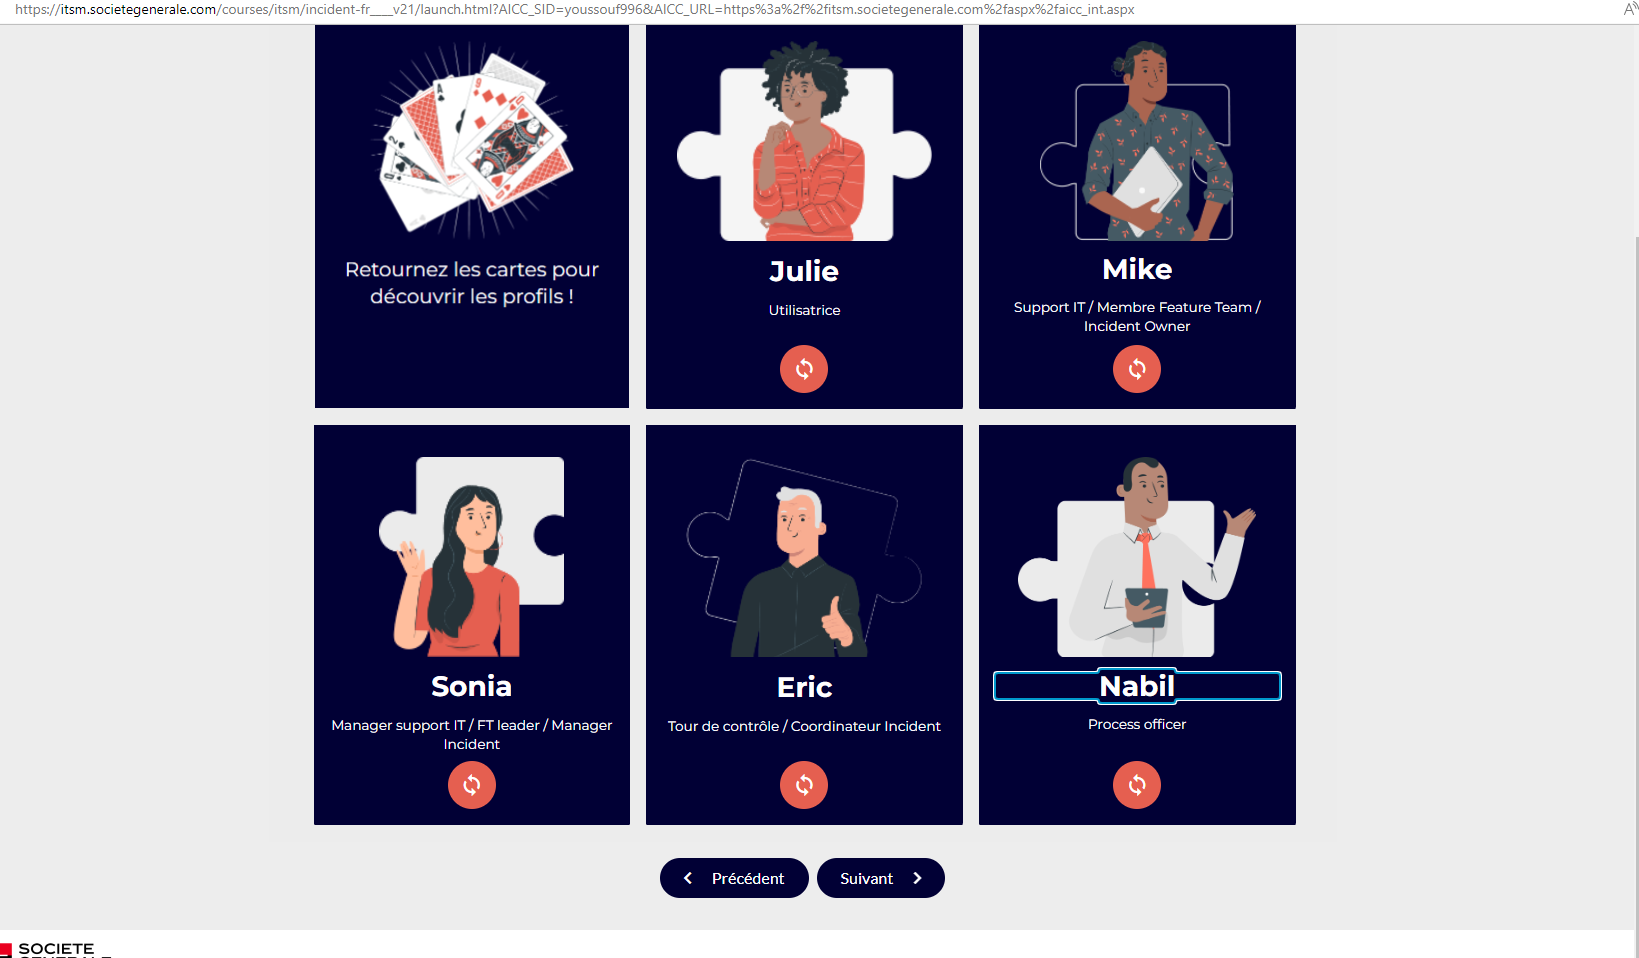 https://itsm.societegenerale.com/courses/itsm/incident-fr____v21/launch.html?AICC_SID=youssouf996&AICC_URL=https%3a%2f%2fitsm.societegenerale.com%2faspx%2faicc_int.aspx
Retournez les cartes pour
découvrir les profils !
Julie
Utilisatrice
Mike
Support IT / Membre Feature Team /
Incident Owner
Sonia
Manager support IT / FT leader / Manager
Incident
Eric
Tour de contrôle / Coordinateur Incident
Nabil
Process officer
Précédent
Suivant
SOCIETE
GENERALE